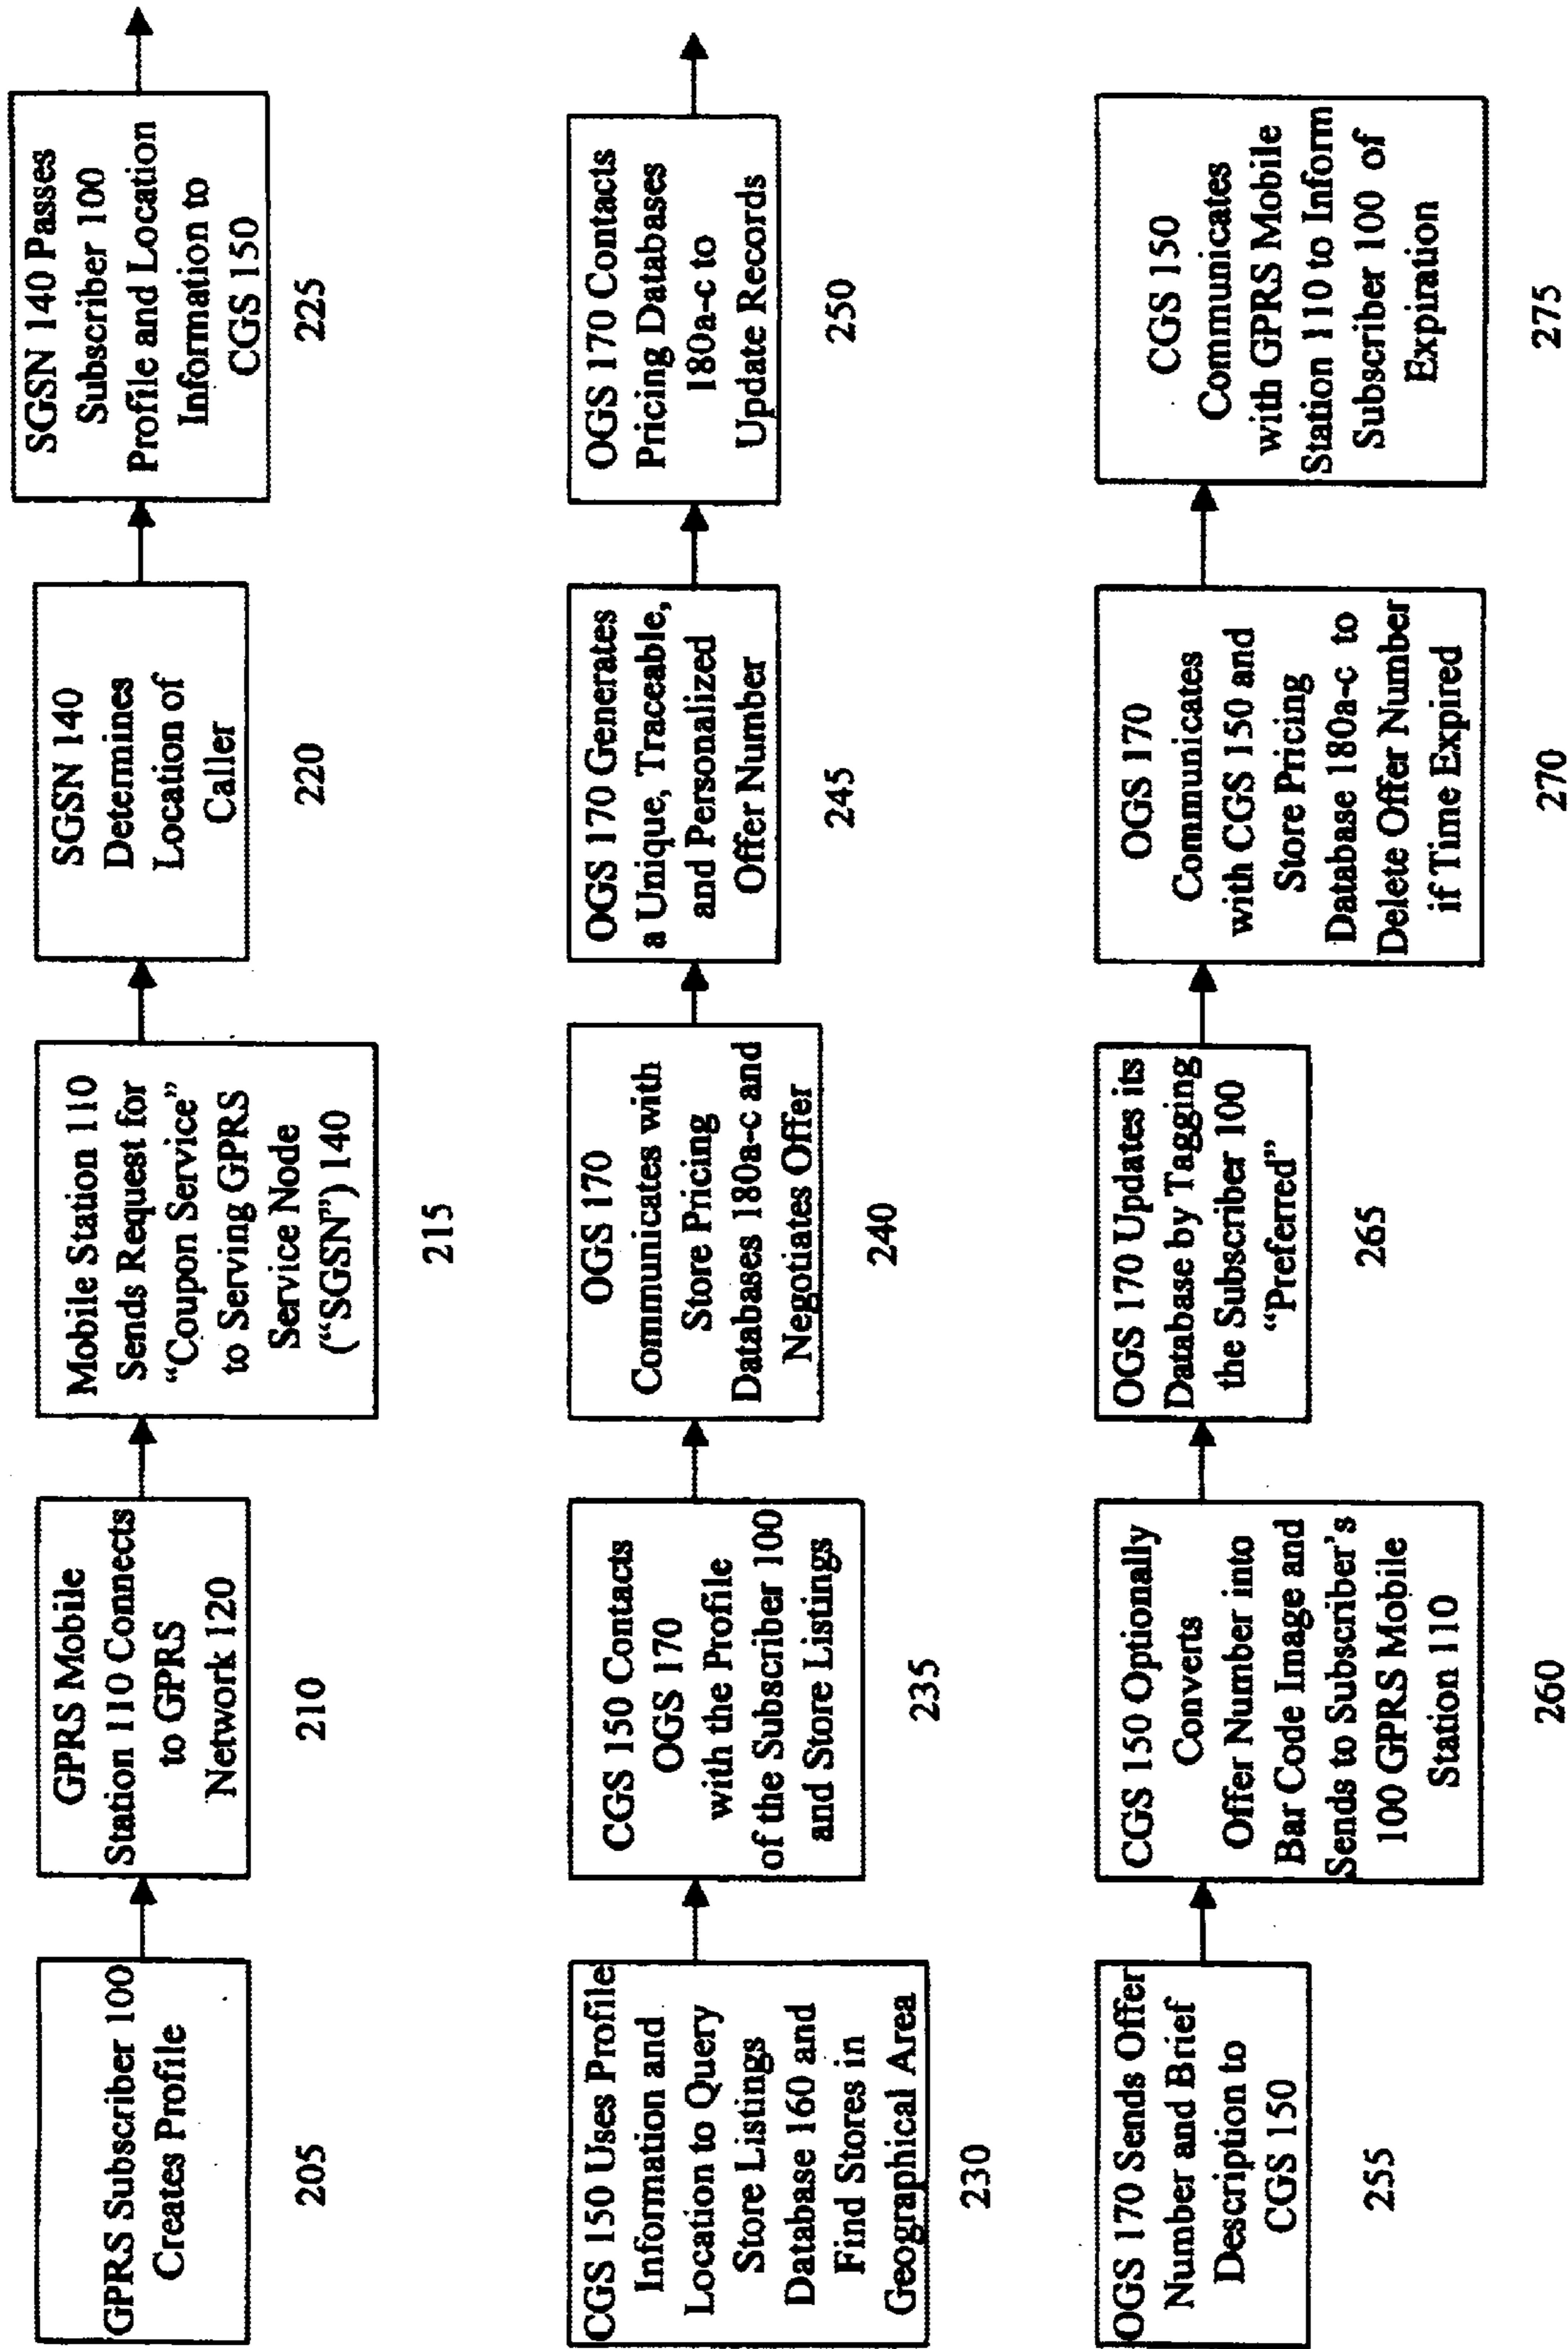 GPRS Subscriber 100
Creates Profile
205
GPRS Mobile
Station 110 Connects
to GPRS
Network 120
210
Mobile Station 110
Sends Request for
“Coupon Service”
to Serving GPRS
Service Node
(“SGSN”) 140
215
SGSN 140
Determines
Location of
Caller
220
SGSN 140 Passes
Subscriber 100
Profile and Location
Information to
CGS 150
225
CGS 150 Uses Profile
Information and
Location to Query
Store Listings
Database 160 and
Find Stores in
Geographical Area
230
CGS 150 Contacts
OGS 170
with the Profile
of the Subscriber 100
and Store Listings
235
OGS 170
Communicates with
Store Pricing
Databases 180a-c and
Negotiates Offer
240
OGS 170 Generates
a Unique, Traceable,
and Personalized
Offer Number
245
OGS 170 Contacts
Pricing Databases
180a-c to
Update Records
250
OGS 170 Sends Offer
Number and Brief
Description to
CGS 150
255
CGS 150 Optionally
Converts
Offer Number into
Bar Code Image and
Sends to Subscriber’s
100 GPRS Mobile
Station 110
260
OGS 170 Updates its
Database by Tagging
the Subscriber 100
“Preferred”
265
OGS 170
Communicates
with CGS 150 and
Store Pricing
Database 180a-c to
Delete Offer Number
if Time Expired
270
CGS 150
Communicates
with GPRS Mobile
Station 110 to Inform
Subscriber 100 of
Expiration
275